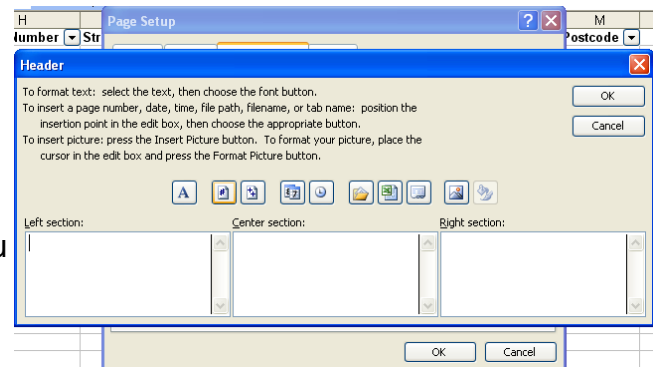 H Page Setup M
Number Str Postcode
Header
To format text: select the text, then choose the font button.
To insert a page number, date, time, file path, filename, or tab name: position the
insertion point in the edit box, then choose the appropriate button.
To insert picture: press the Insert Picture button. To format your picture, place the
cursor in the edit box and press the Format Picture button.
OK
Cancel
A
Left section: Center section: Right section:
u
OK Cancel